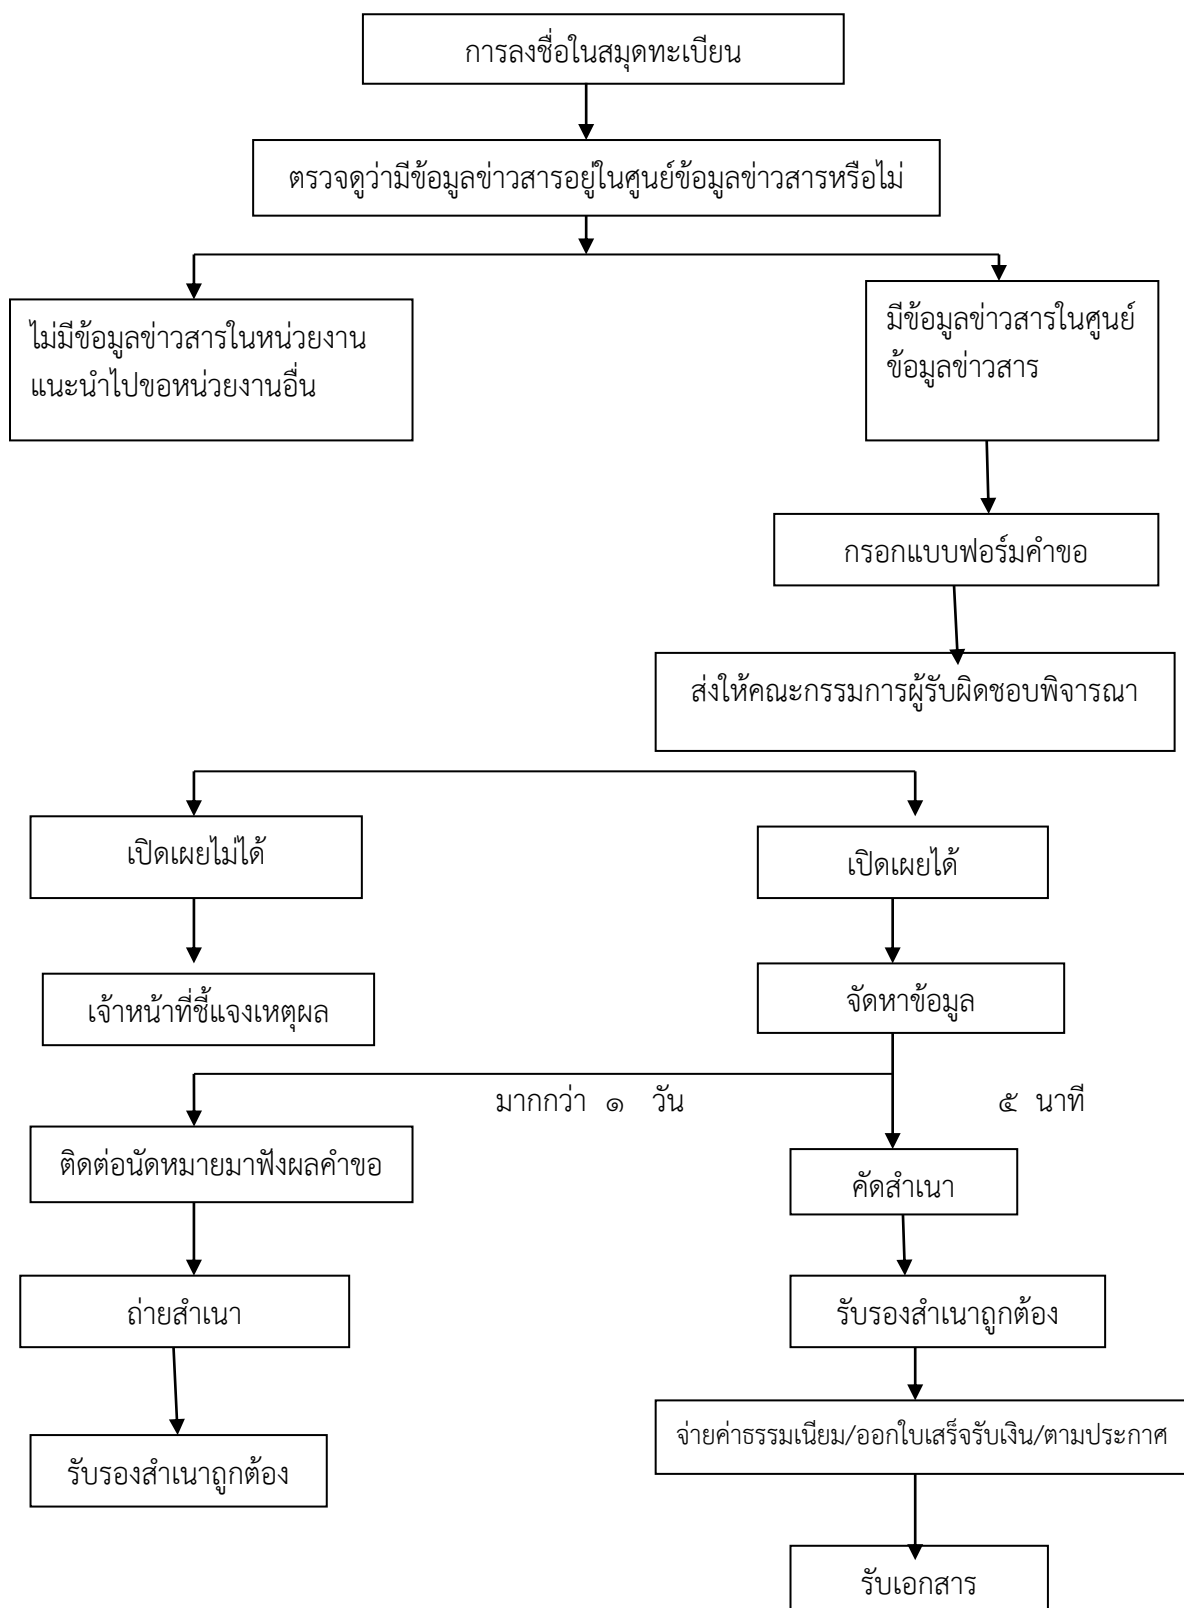 การลงชื่อในสมุดทะเบียน
ตรวจดูว่ามีข้อมูลข่าวสารอยู่ในศูนย์ข้อมูลข่าวสารหรือไม่
ไม่มีข้อมูลข่าวสารในหน่วยงาน
แนะนำไปขอหน่วยงานอื่น
มีข้อมูลข่าวสารในศูนย์
ข้อมูลข่าวสาร
กรอกแบบฟอร์มคำขอ
ส่งให้คณะกรรมการผู้รับผิดชอบพิจารณา
เปิดเผยไม่ได้
เปิดเผยได้
เจ้าหน้าที่ชี้แจงเหตุผล
จัดหาข้อมูล
มากกว่า ๑ วัน
๕ นาที
ติดต่อนัดหมายมาฟังผลคำขอ
คัดสำเนา
ถ่ายสำเนา
รับรองสำเนาถูกต้อง
จ่ายค่าธรรมเนียม/ออกใบเสร็จรับเงิน/ตามประกาศ
รับรองสำเนาถูกต้อง
รับเอกสาร